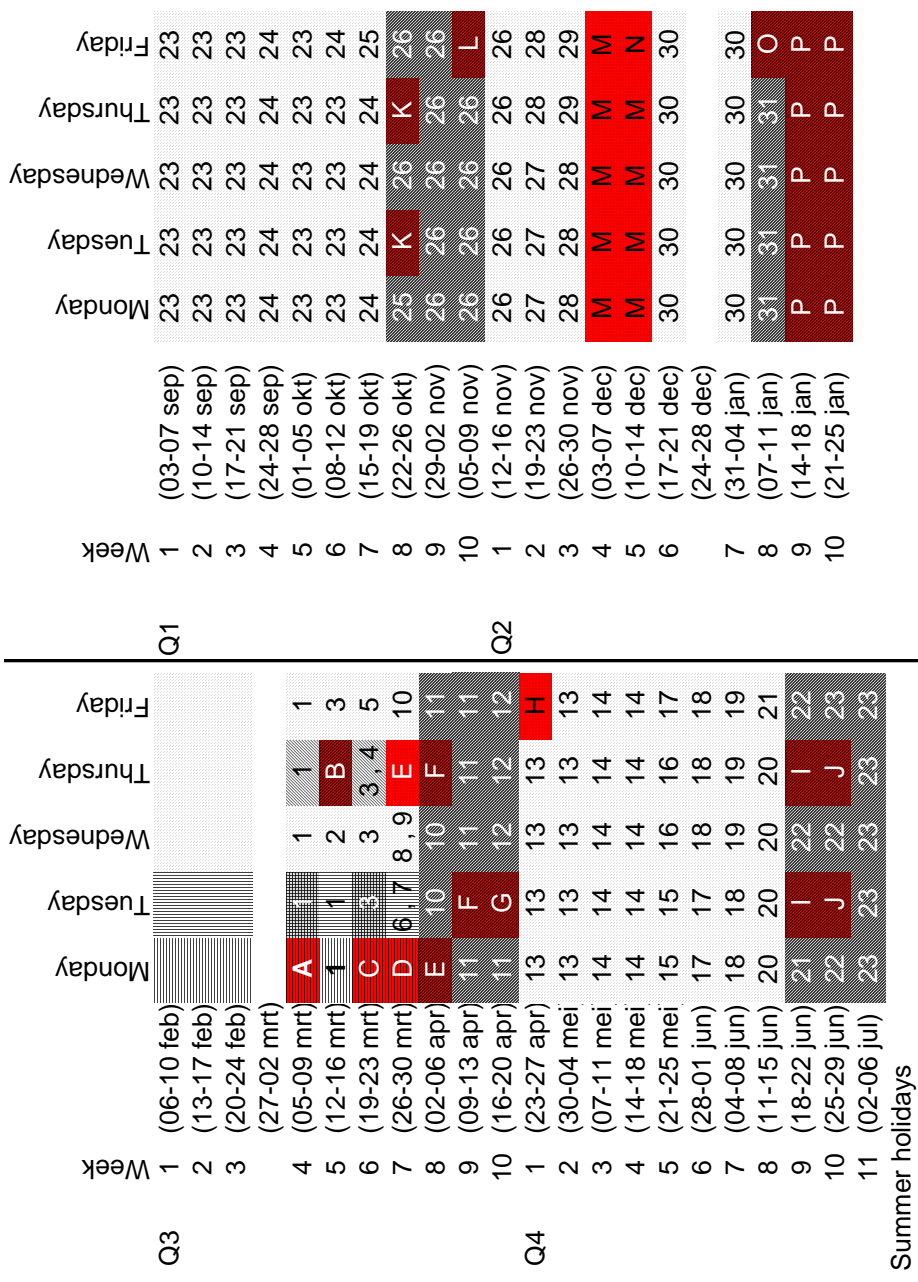 Week Monday Tuesday Wednesday Thursday Friday
Q3 1 (06-10 feb)
2 (13-17 feb)
3 (20-24 feb)
(27-02 mrt)
4 (05-09 mrt) A 1 1 1 1
5 (12-16 mrt) 1 1 2 B 3
6 (19-23 mrt) C 3 3 3,4 5
7 (26-30 mrt) D 6,7 8,9 E 10
8 (02-06 apr) E 10 10 F 11
9 (09-13 apr) 11 F 11 11 11
10 (16-20 apr) 11 G 12 12 12
Q4 1 (23-27 apr) 13 13 13 13 H
2 (30-04 mei) 13 13 13 13 13
3 (07-11 mei) 14 14 14 14 14
4 (14-18 mei) 14 14 14 14 14
5 (21-25 mei) 15 15 16 16 17
6 (28-01 jun) 17 17 18 18 18
7 (04-08 jun) 18 18 19 19 19
8 (11-15 jun) 20 20 20 20 21
9 (18-22 jun) 21 I 22 I 22
10 (25-29 jun) 22 J 22 J 23
11 (02-06 jul) 23 23 23 23 23
Summer holidays
Week Monday Tuesday Wednesday Thursday Friday
Q1 1 (03-07 sep) 23 23 23 23 23
2 (10-14 sep) 23 23 23 23 23
3 (17-21 sep) 23 23 23 23 23
4 (24-28 sep) 24 24 24 24 24
5 (01-05 okt) 23 23 23 23 23
6 (08-12 okt) 23 23 23 23 24
7 (15-19 okt) 24 24 24 24 25
8 (22-26 okt) 25 K 26 K 26
9 (29-02 nov) 26 26 26 26 26
10 (05-09 nov) 26 26 26 26 L
Q2 1 (12-16 nov) 26 26 26 26 26
2 (19-23 nov) 27 27 27 28 28
3 (26-30 nov) 28 28 28 29 29
4 (03-07 dec) M M M M M
5 (10-14 dec) M M M M N
6 (17-21 dec) 30 30 30 30 30
(24-28 dec)
7 (31-04 jan) 30 30 30 30 30
8 (07-11 jan) 31 31 31 31 O
9 (14-18 jan) P P P P P
10 (21-25 jan) P P P P P